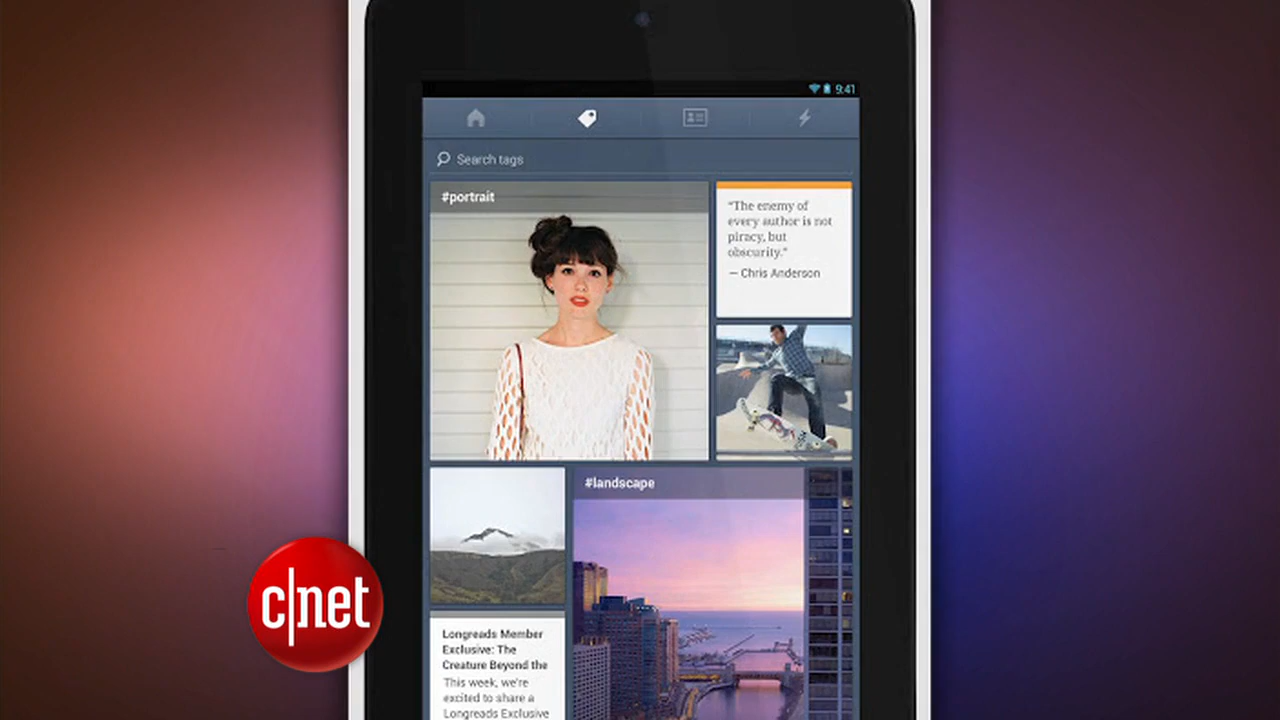 9:41
Search tags
#portrait
“The enemy of
every author is not
piracy, but
obscurity.”
— Chris Anderson
#landscape
Longreads Member
Exclusive: The
Creature Beyond the
This week, we're
excited to share a
Longreads Exclusive
c|net